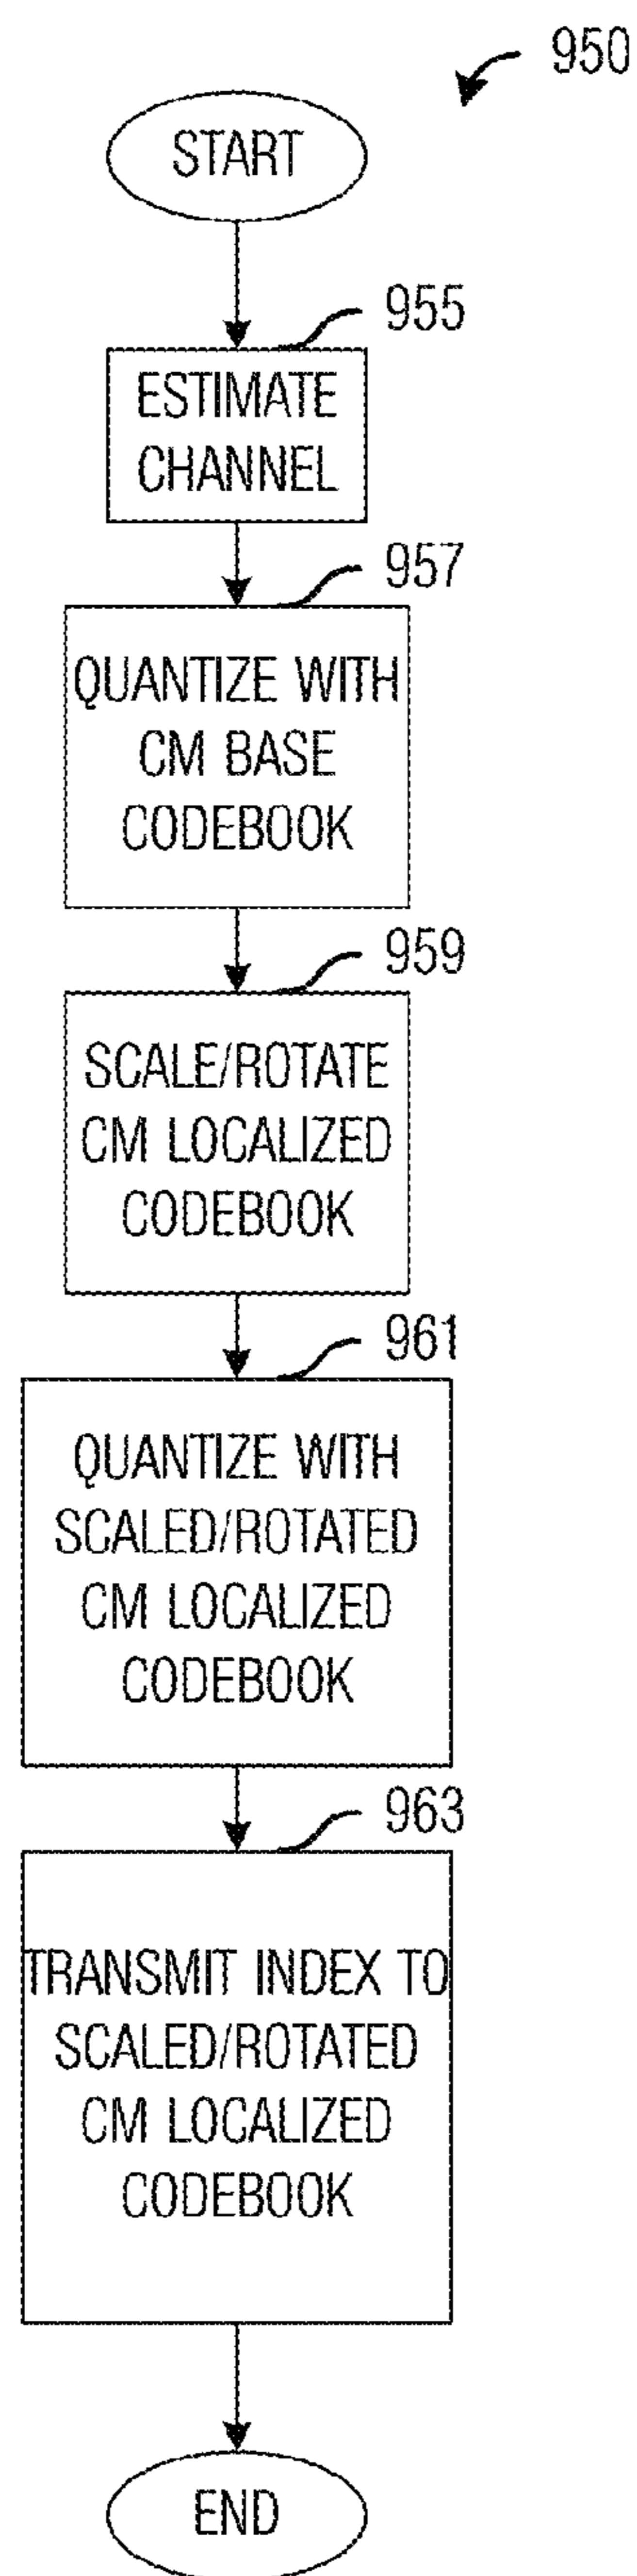 950
START
955
ESTIMATE
CHANNEL
957
QUANTIZE WITH
CM BASE
CODEBOOK
959
SCALE/ROTATE
CM LOCALIZED
CODEBOOK
961
QUANTIZE WITH
SCALED/ROTATED
CM LOCALIZED
CODEBOOK
963
TRANSMIT INDEX TO
SCALED/ROTATED
CM LOCALIZED
CODEBOOK
END